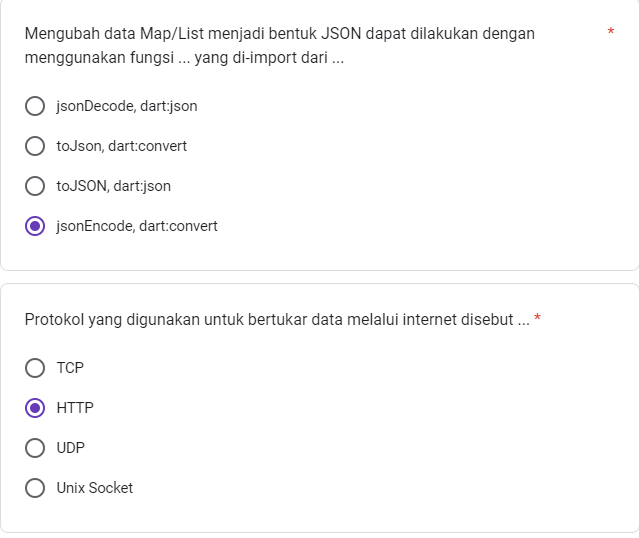 Mengubah data Map/List menjadi bentuk JSON dapat dilakukan dengan *
menggunakan fungsi ... yang di-import dari ...
jsonDecode, dart:json
toJson, dart:convert
toJSON, dart:json
jsonEncode, dart:convert
Protokol yang digunakan untuk bertukar data melalui internet disebut ... *
TCP
HTTP
UDP
Unix Socket